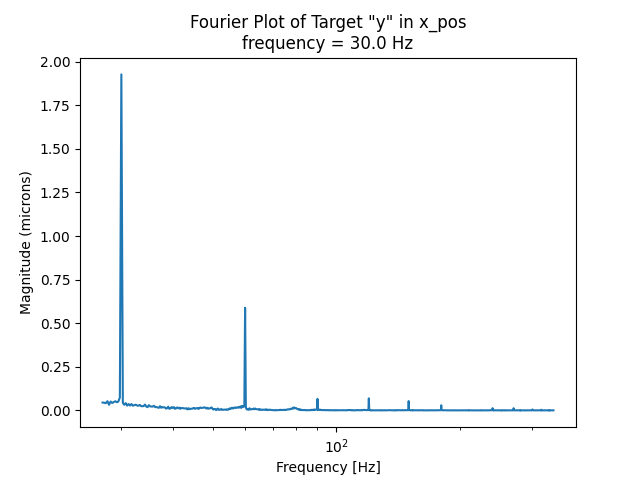 Fourier Plot of Target "y" in x_pos
frequency = 30.0 Hz
2.00
1.75
1.50
1.25
1.00
0.75
0.50
0.25
0.00
Magnitude (microns)
10²
Frequency [Hz]